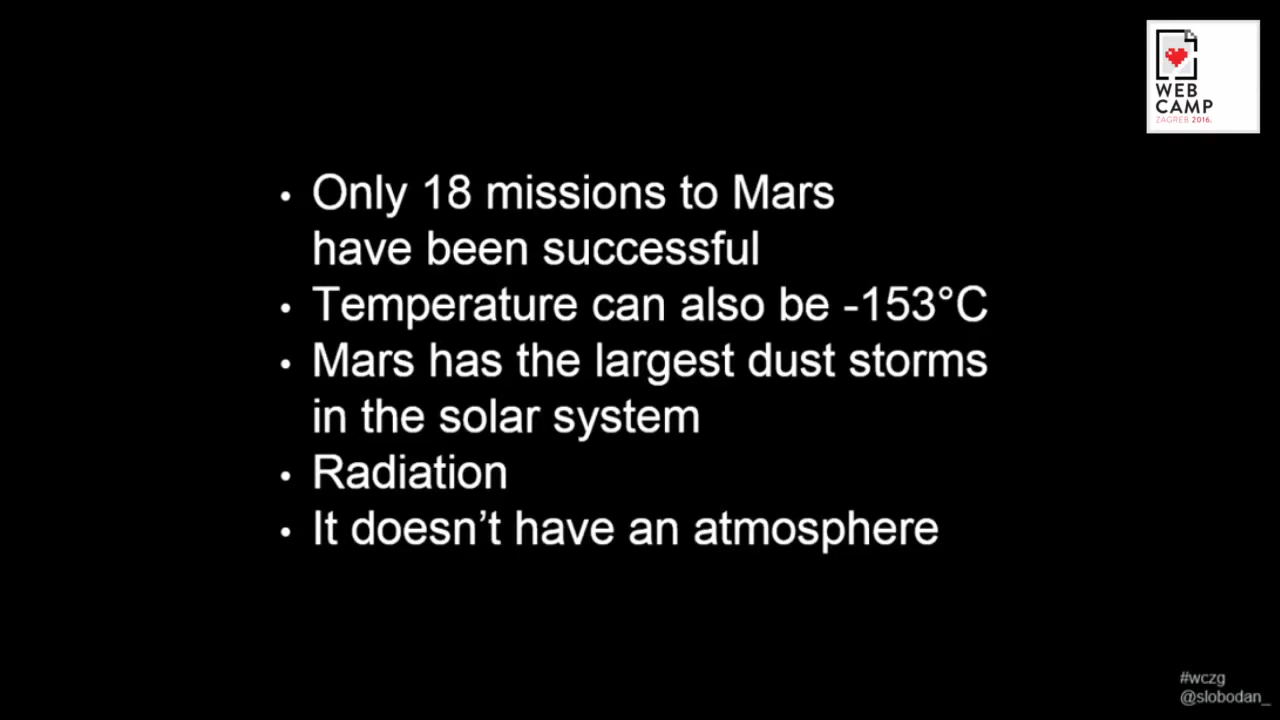 WEB
CAMP
ZAGREB 2016.
• Only 18 missions to Mars
have been successful
• Temperature can also be -153°C
• Mars has the largest dust storms
in the solar system
• Radiation
• It doesn’t have an atmosphere
#wczg
@slobodan_